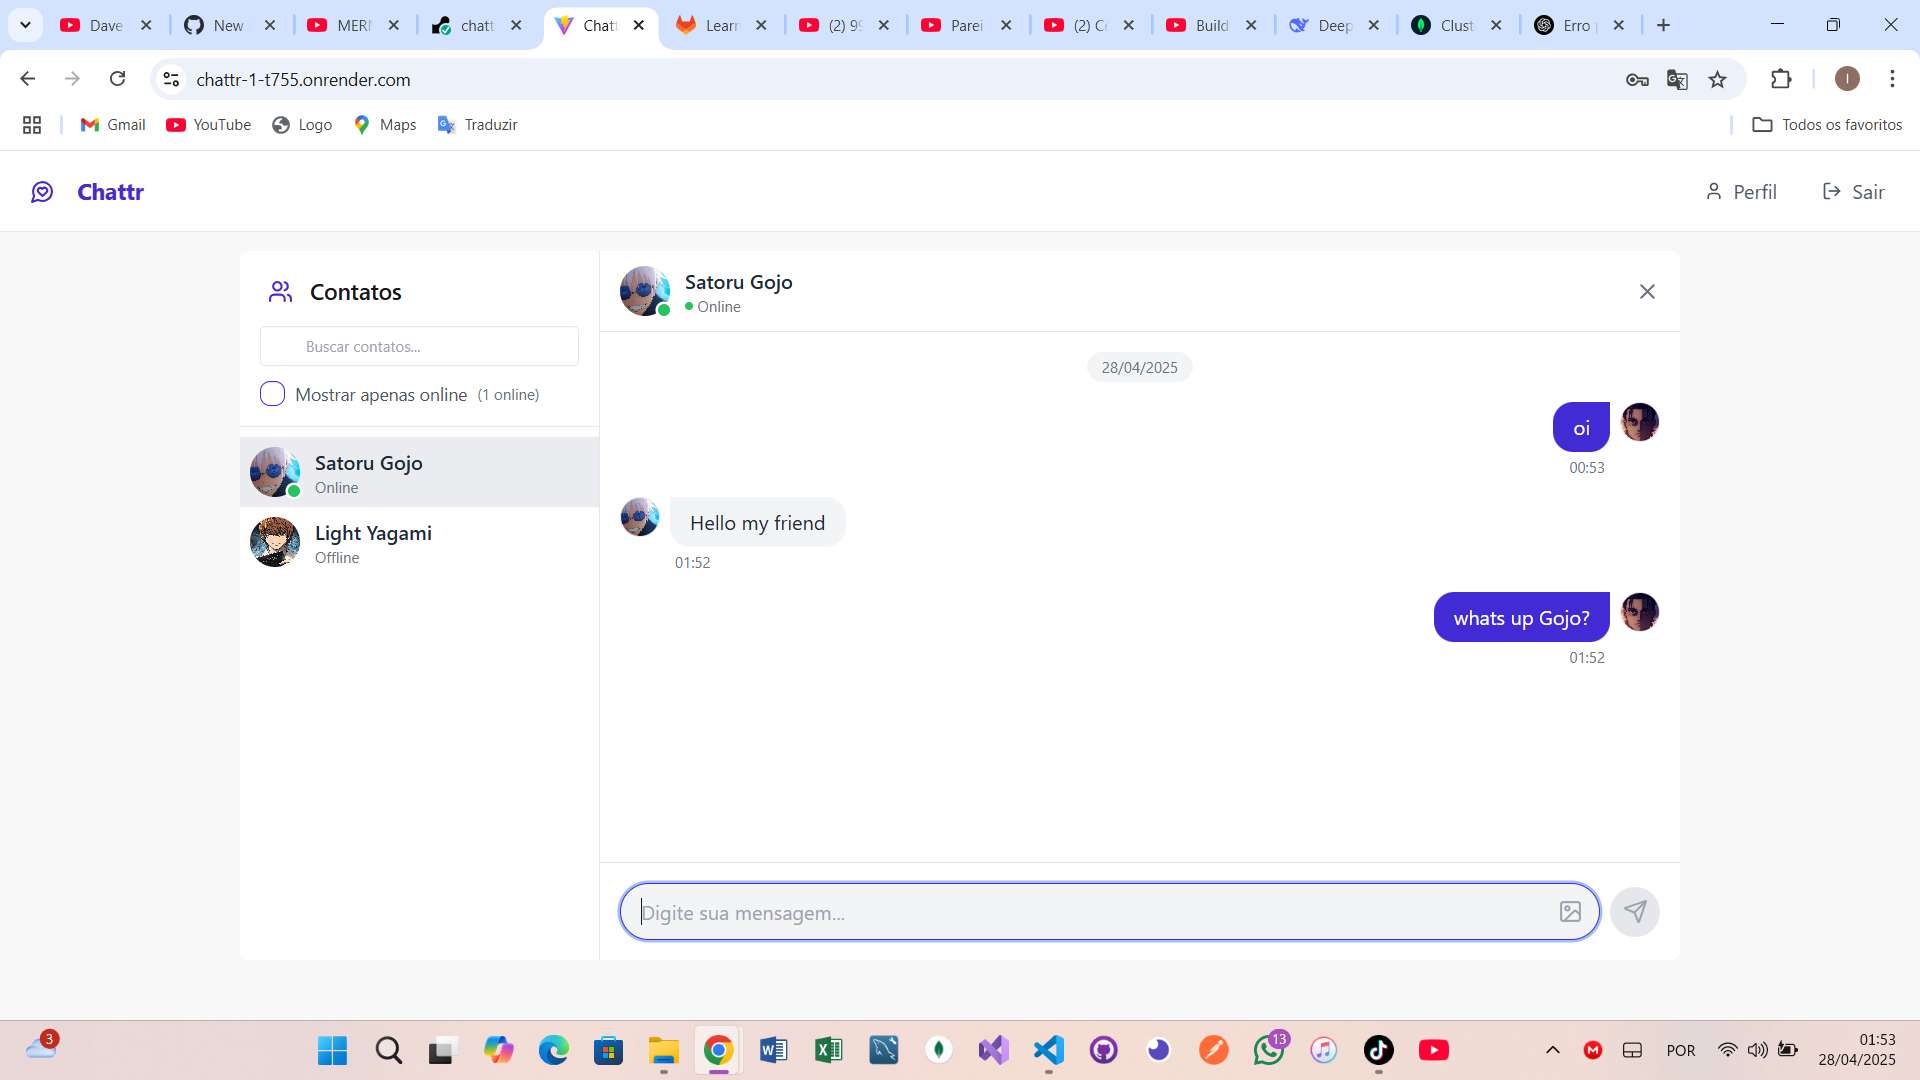 Dave
New
MERN
chatt
Chatt
Learn
(2) 99
Parei
(2) Co
Build
Deep
Clust
Erro
chattr-1-t755.onrender.com
I
Gmail
YouTube
Logo
Maps
Traduzir
Todos os favoritos
Chattr
Perfil
Sair
Contatos
Buscar contatos...
Mostrar apenas online (1 online)
Satoru Gojo
Online
Light Yagami
Offline
Satoru Gojo
Online
28/04/2025
oi
00:53
Hello my friend
01:52
whats up Gojo?
01:52
Digite sua mensagem...
3
13
POR
01:53
28/04/2025